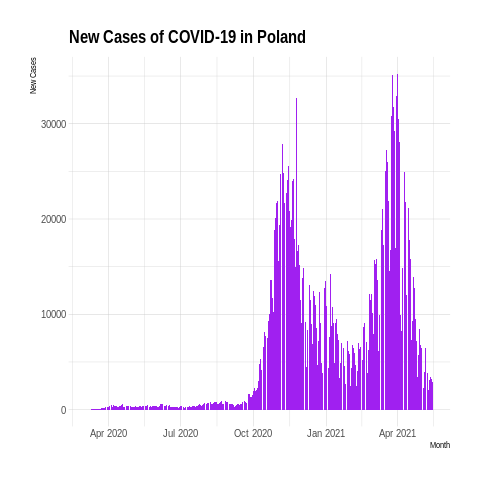 New Cases of COVID-19 in Poland
New Cases
30000
20000
10000
0
Apr 2020 Jul 2020 Oct 2020 Jan 2021 Apr 2021
Month